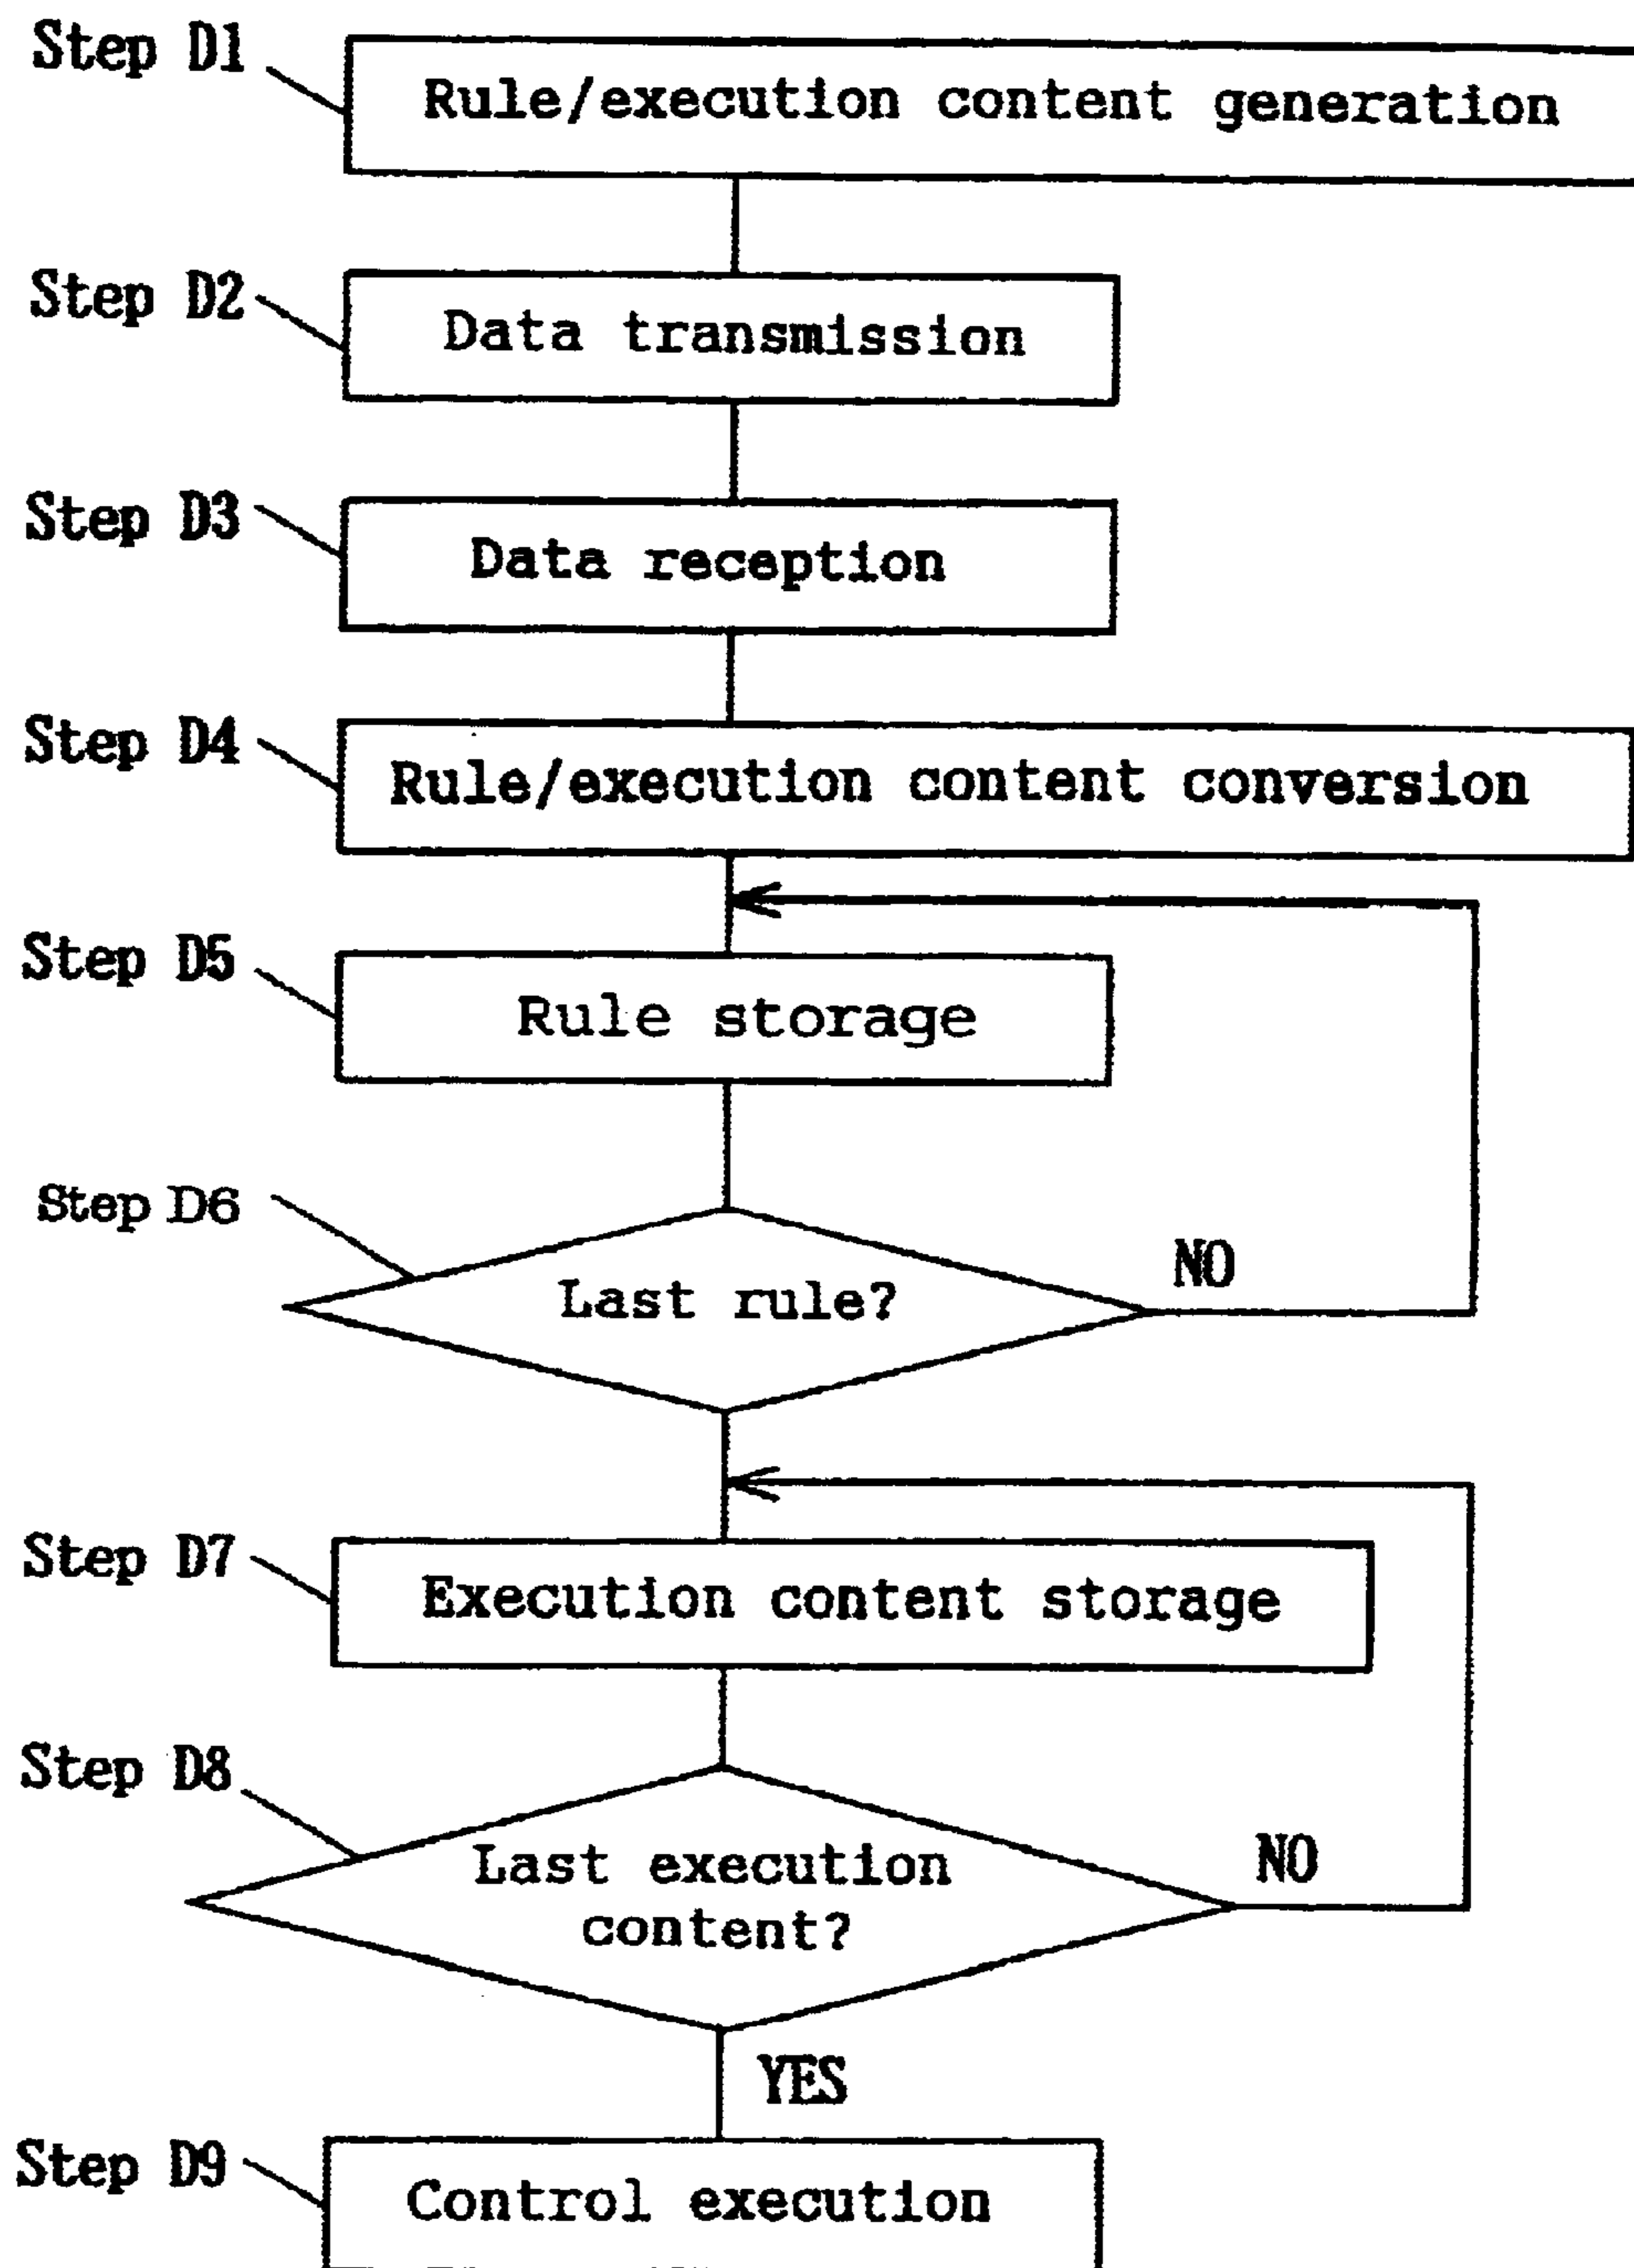 Step D1
Rule/execution content generation
Step D2
Data transmission
Step D3
Data reception
Step D4
Rule/execution content conversion
Step D5
Rule storage
Step D6
Last rule?
NO
Step D7
Execution content storage
Step D8
Last execution
content?
NO
YES
Step D9
Control execution